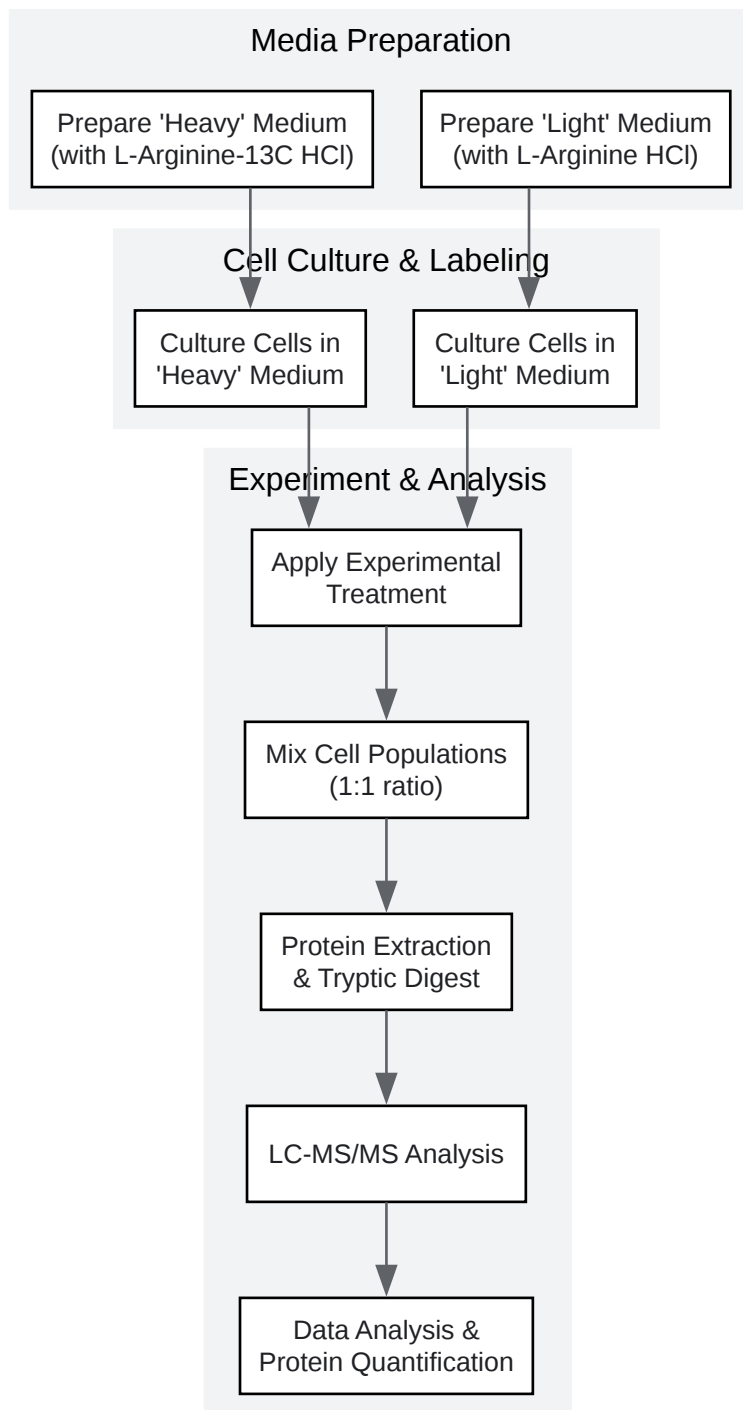 Media Preparation
Prepare 'Heavy' Medium
(with L-Arginine-13C HCl)
Prepare 'Light' Medium
(with L-Arginine HCl)
Cell Culture & Labeling
Culture Cells in
'Heavy' Medium
Culture Cells in
'Light' Medium
Experiment & Analysis
Apply Experimental
Treatment
Mix Cell Populations
(1:1 ratio)
Protein Extraction
& Tryptic Digest
LC-MS/MS Analysis
Data Analysis &
Protein Quantification